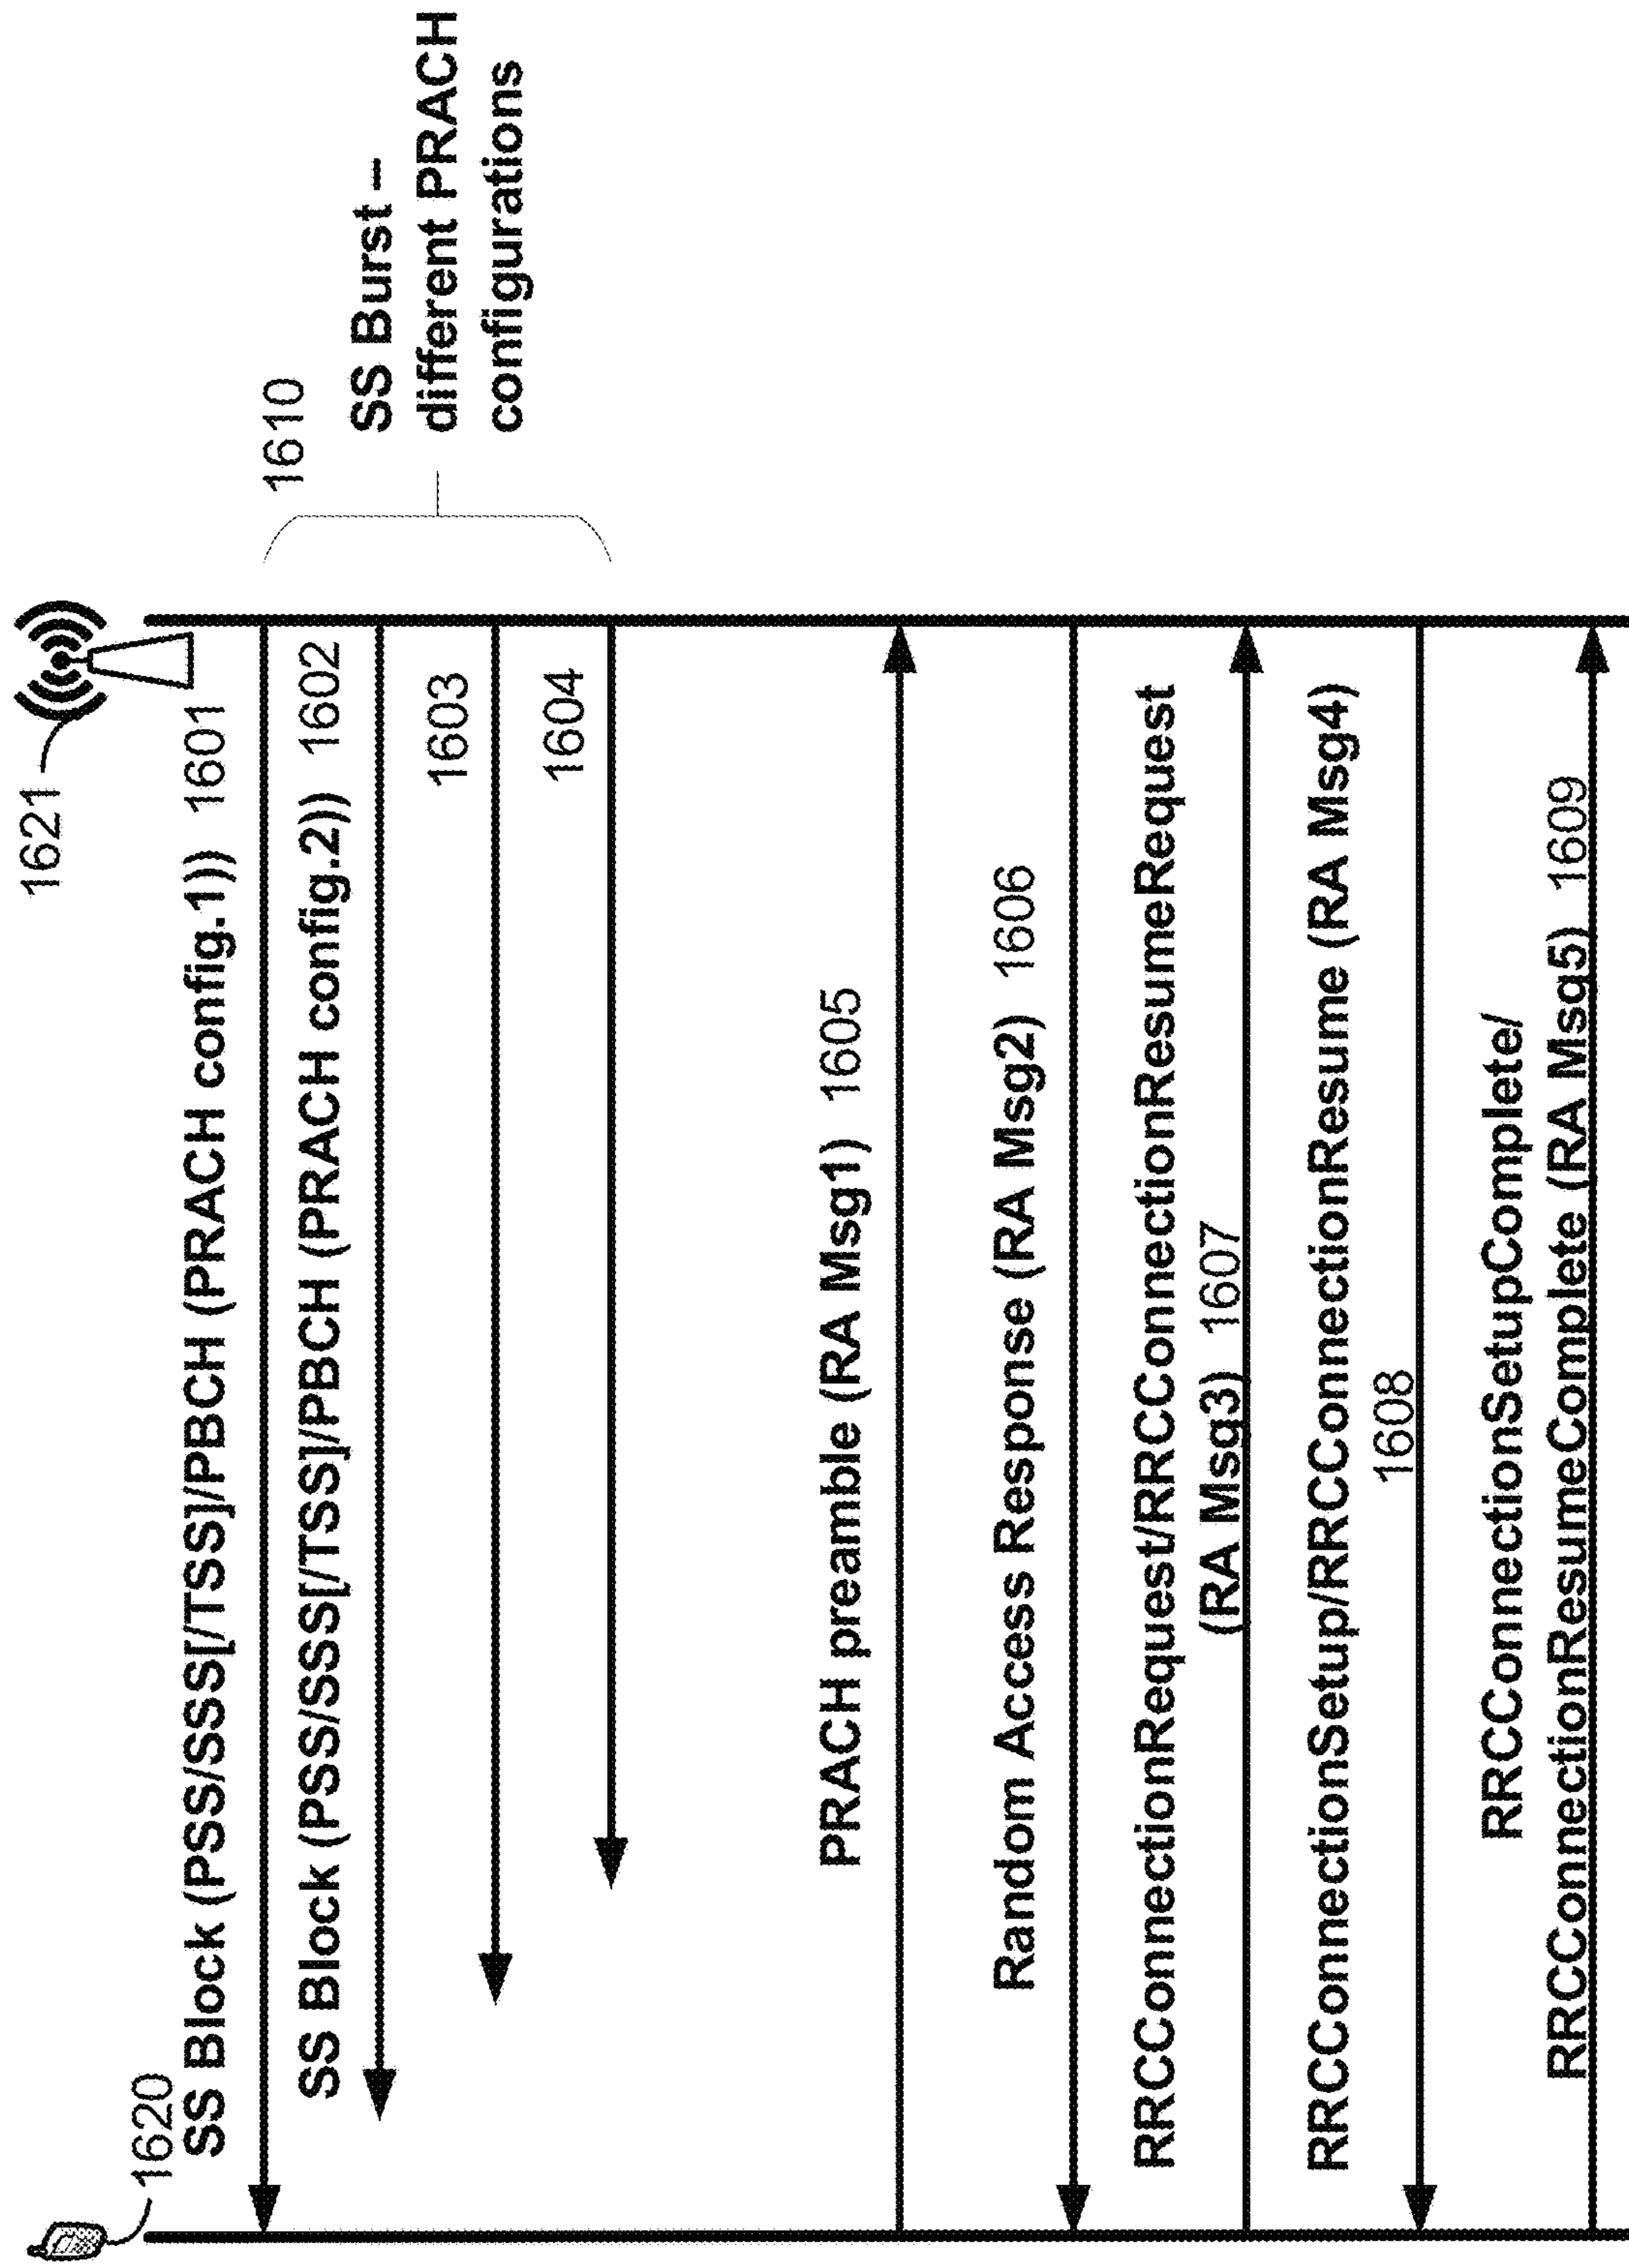 1620
1621
SS Block (PSS/SSS[/TSS]/PBCH (PRACH config.1)) 1601
SS Block (PSS/SSS[/TSS]/PBCH (PRACH config.2)) 1602
1603
1604
1610
SS Burst –
different PRACH
configurations
PRACH preamble (RA Msg1) 1605
Random Access Response (RA Msg2) 1606
RRCConnectionRequest/RRCConnectionResumeRequest
(RA Msg3) 1607
RRCConnectionSetup/RRCConnectionResume (RA Msg4)
1608
RRCConnectionSetupComplete/
RRCConnectionResumeComplete (RA Msg5) 1609